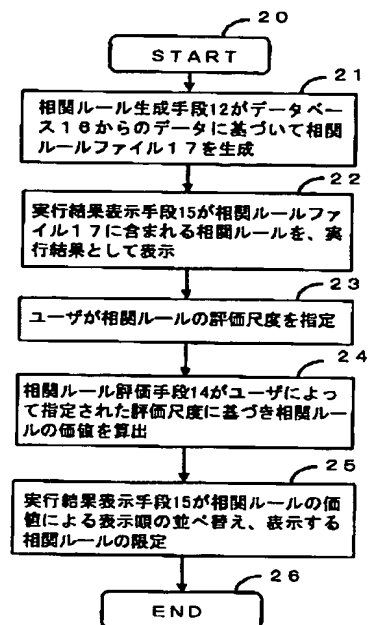 20
START
21
相関ルール生成手段12がデータベー
ス16からのデータに基づいて相関
ルールファイル17を生成
22
実行結果表示手段15が相関ルールファ
イル17に含まれる相関ルールを、実
行結果として表示
23
ユーザが相関ルールの評価尺度を指定
24
相関ルール評価手段14がユーザによっ
て指定された評価尺度に基づき相関ルー
ルの価値を算出
25
実行結果表示手段15が相関ルールの価
値による表示順の並べ替え、表示する
相関ルールの限定
26
END